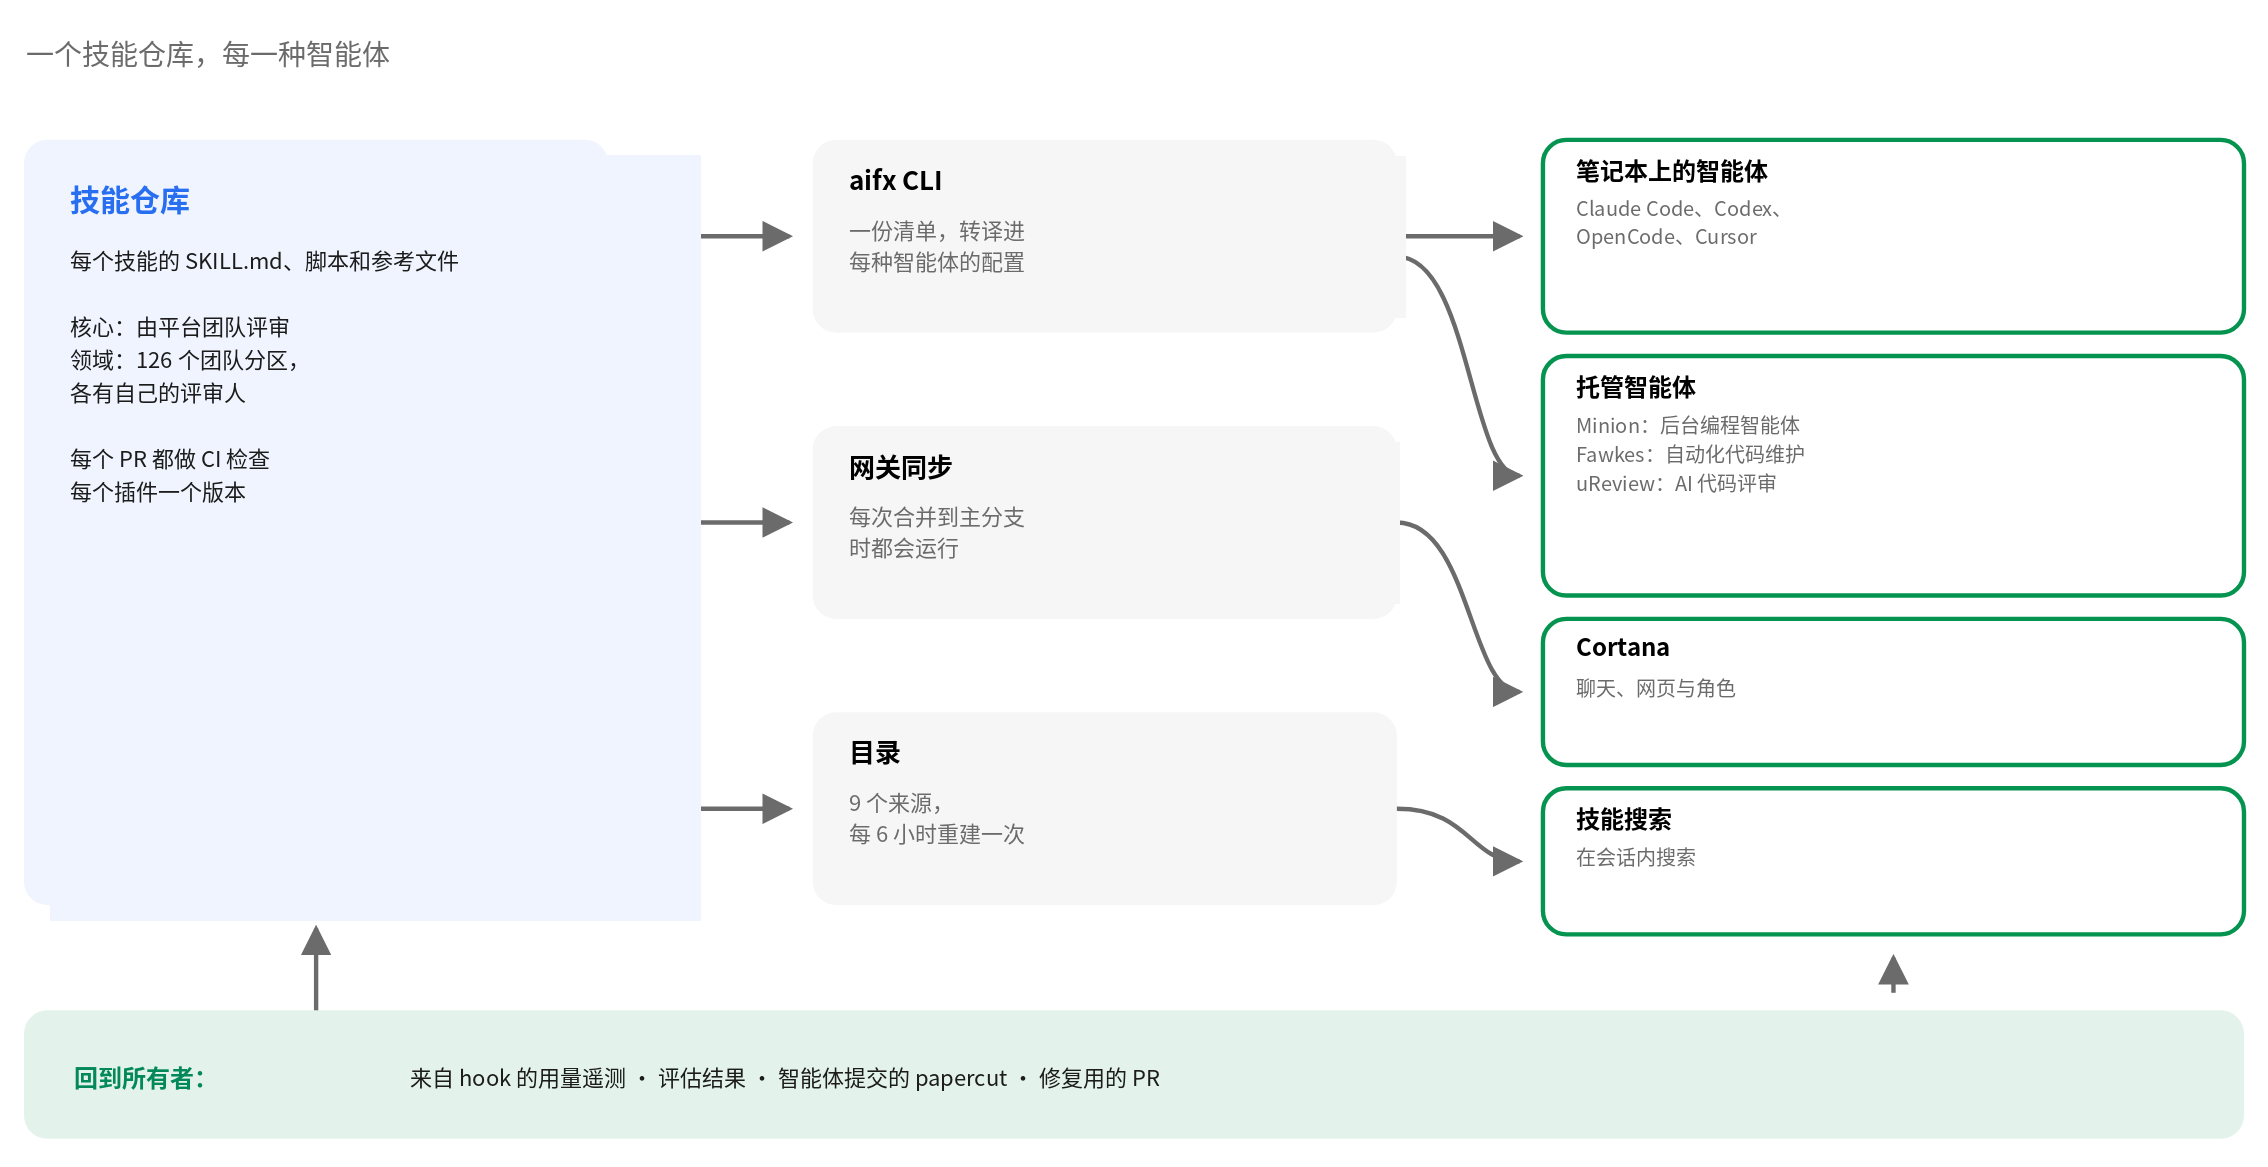 一个技能仓库，每一种智能体
技能仓库
每个技能的 SKILL.md、脚本和参考文件
核心：由平台团队评审
领域：126 个团队分区，
各有自己的评审人
每个 PR 都做 CI 检查
每个插件一个版本
aifx CLI
一份清单，转译进
每种智能体的配置
网关同步
每次合并到主分支
时都会运行
目录
9 个来源，
每 6 小时重建一次
笔记本上的智能体
Claude Code、Codex、
OpenCode、Cursor
托管智能体
Minion：后台编程智能体
Fawkes：自动化代码维护
uReview：AI 代码评审
Cortana
聊天、网页与角色
技能搜索
在会话内搜索
回到所有者：
来自 hook 的用量遥测 · 评估结果 · 智能体提交的 papercut · 修复用的 PR